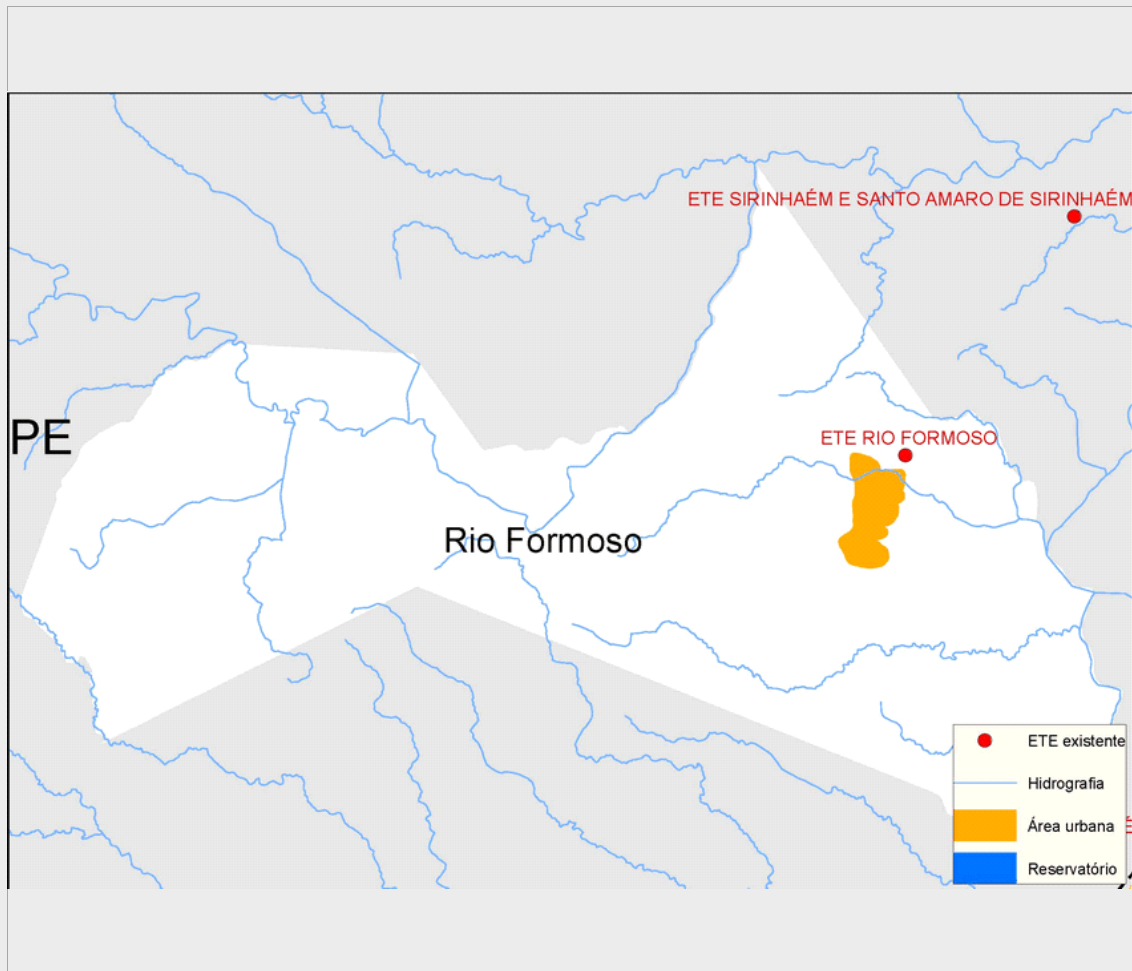 ETE SIRINHAÉM E SANTO AMARO DE SIRINHAÉM
PE
ETE RIO FORMOSO
Rio Formoso
ETE existente
Hidrografia
Área urbana
Reservatório